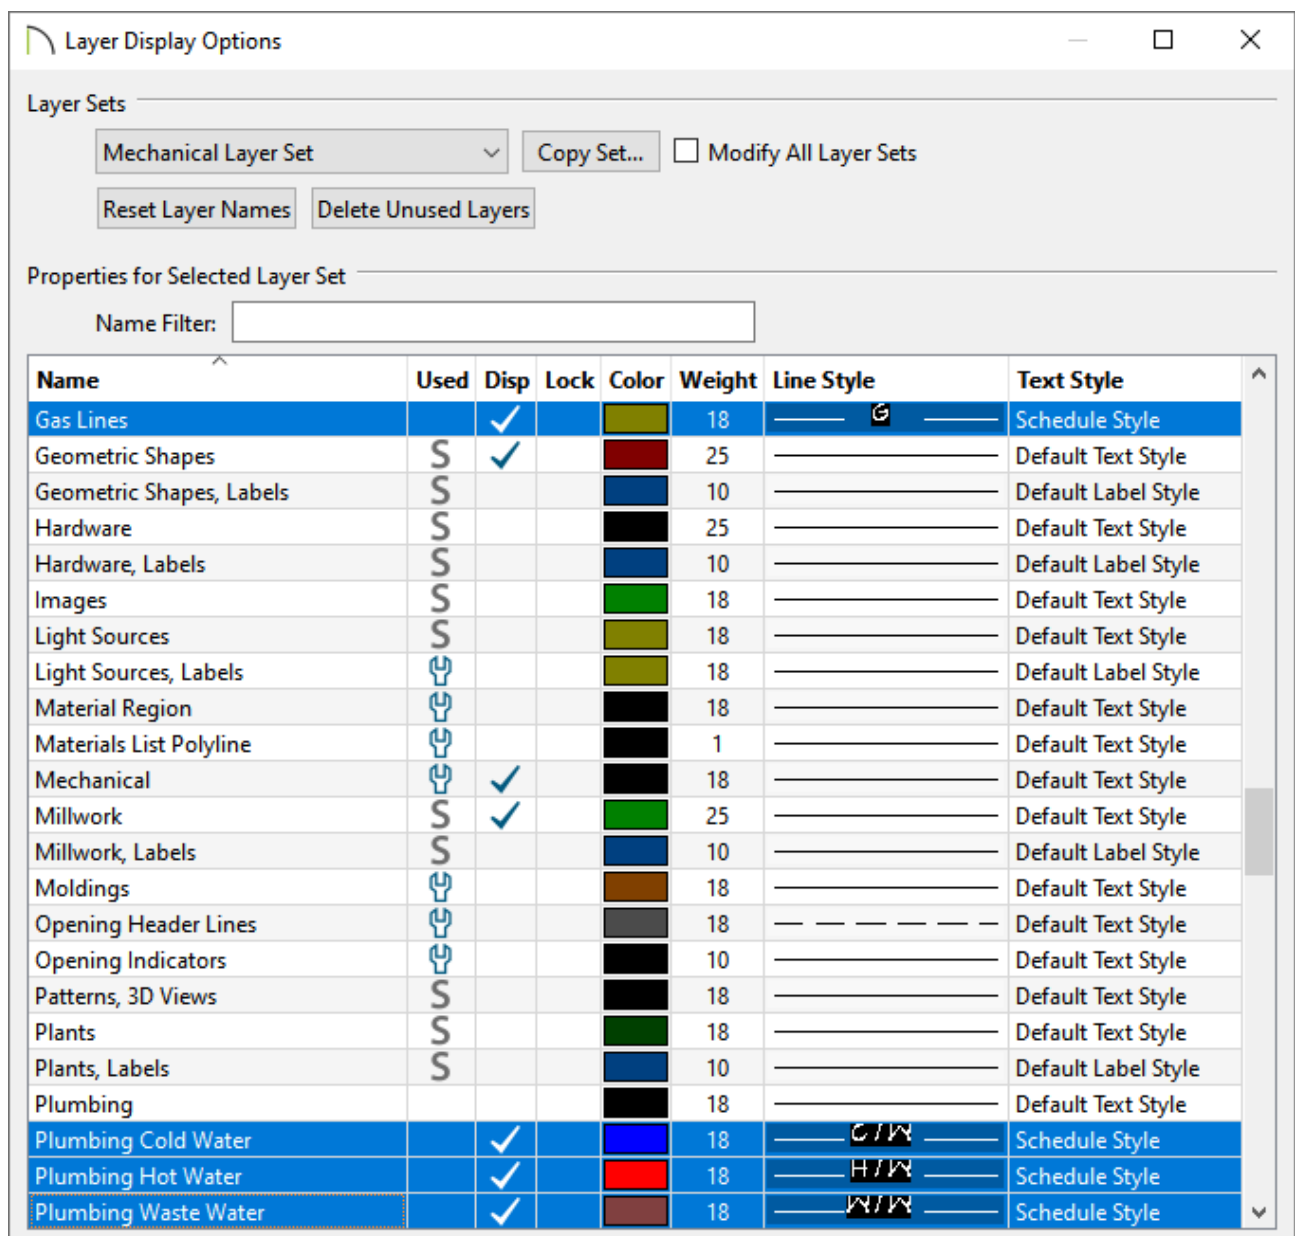 Layer Display Options
Layer Sets
Mechanical Layer Set Copy Set... Modify All Layer Sets
Reset Layer Names Delete Unused Layers
Properties for Selected Layer Set
Name Filter:
Name Used Disp Lock Color Weight Line Style Text Style
Gas Lines 18 G Schedule Style
Geometric Shapes S 25 Default Text Style
Geometric Shapes, Labels S 10 Default Label Style
Hardware S 25 Default Text Style
Hardware, Labels S 10 Default Label Style
Images S 18 Default Text Style
Light Sources S 18 Default Text Style
Light Sources, Labels 18 Default Label Style
Material Region 18 Default Text Style
Materials List Polyline 1 Default Text Style
Mechanical 18 Default Text Style
Millwork S 25 Default Text Style
Millwork, Labels S 10 Default Label Style
Moldings 18 Default Text Style
Opening Header Lines 18 Default Text Style
Opening Indicators 10 Default Text Style
Patterns, 3D Views S 18 Default Text Style
Plants S 18 Default Text Style
Plants, Labels S 10 Default Label Style
Plumbing 18 Default Text Style
Plumbing Cold Water 18 C/W Schedule Style
Plumbing Hot Water 18 H/W Schedule Style
Plumbing Waste Water 18 W/W Schedule Style